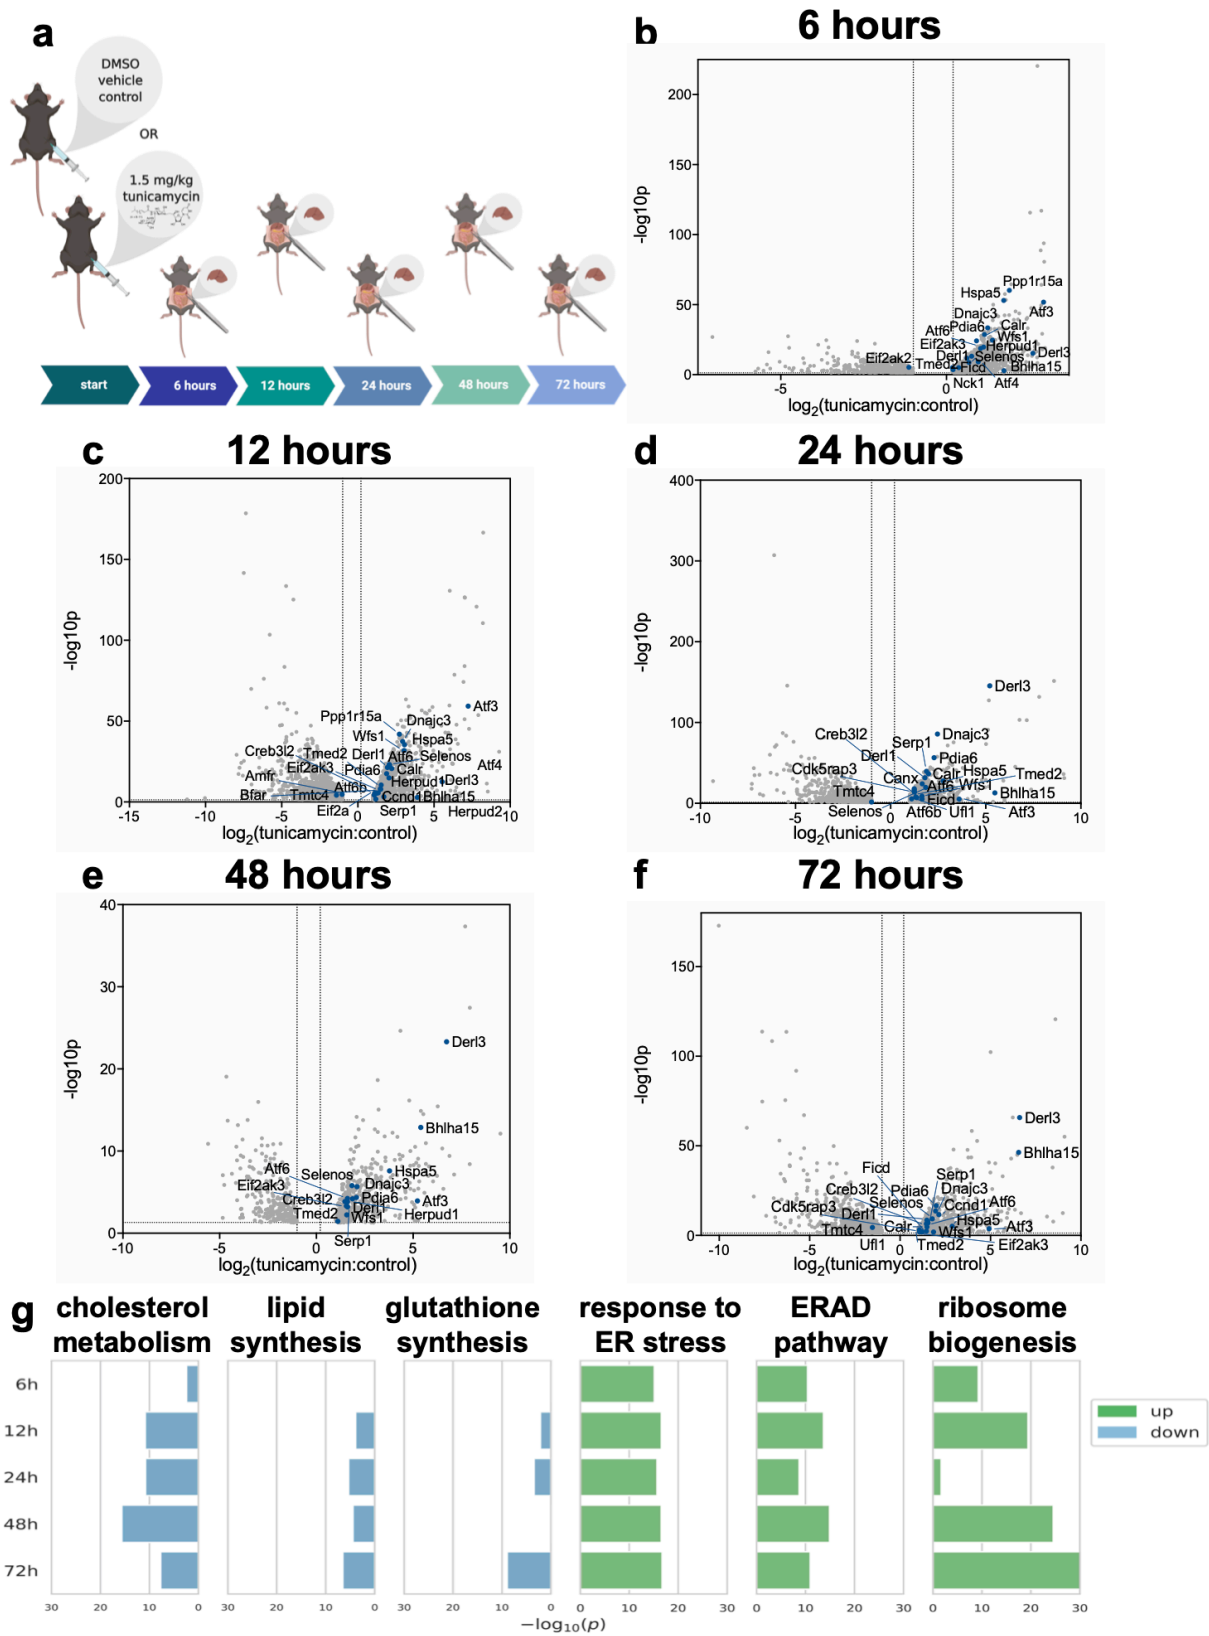 a
DMSO
vehicle
control
OR
1.5 mg/kg
tunicamycin
start
6 hours
12 hours
24 hours
48 hours
72 hours
b
6 hours
-log10p
200
150
100
50
0
Ppp1r15a
Hspa5
Atf3
Dnajc3
Pdia6
Calr
Atf6
Wfs1
Eif2ak3
Herpud1
Derl3
Eif2ak2
Derl1
Selenos
Tmed2
Ficd
Bhlha15
Nck1
Atf4
-5
0
log2(tunicamycin:control)
c
12 hours
-log10p
200
150
100
50
0
Atf3
Ppp1r15a
Dnajc3
Wfs1
Hspa5
Creb3l2
Tmed2
Derl1
Atf6
Selenos
Eif2ak3
Pdia6
Calr
Atf4
Amfr
Herpud1
Derl3
Atf6b
Bfar
Tmtc4
Ccnd1
Bhlha15
Eif2a
Serp1
Herpud2
-15
-10
-5
0
5
10
log2(tunicamycin:control)
d
24 hours
-log10p
400
300
200
100
0
Derl3
Creb3l2
Serp1
Dnajc3
Derl1
Pdia6
Cdk5rap3
Canx
Calr
Hspa5
Tmed2
Tmtc4
Atf6
Wfs1
Bhlha15
Ficd
Selenos
Atf6b
Ufl1
Atf3
-10
-5
0
5
10
log2(tunicamycin:control)
e
48 hours
-log10p
40
30
20
10
0
Derl3
Bhlha15
Atf6
Selenos
Hspa5
Eif2ak3
Dnajc3
Creb3l2
Pdia6
Atf3
Derl1
Tmed2
Wfs1
Herpud1
Serp1
-10
-5
0
5
10
log2(tunicamycin:control)
f
72 hours
-log10p
150
100
50
0
Derl3
Bhlha15
Ficd
Serp1
Creb3l2
Pdia6
Dnajc3
Cdk5rap3
Selenos
Ccnd1
Atf6
Derl1
Hspa5
Atf3
Tmtc4
Calr
Wfs1
Ufl1
Tmed2
Eif2ak3
-10
-5
0
5
10
log2(tunicamycin:control)
g
cholesterol
metabolism
lipid
synthesis
glutathione
synthesis
response to
ER stress
ERAD
pathway
ribosome
biogenesis
6h
12h
24h
48h
72h
up
down
30 20 10 0
30 20 10 0
30 20 10 0
0 10 20 30
0 10 20 30
0 10 20 30
−log10(p)